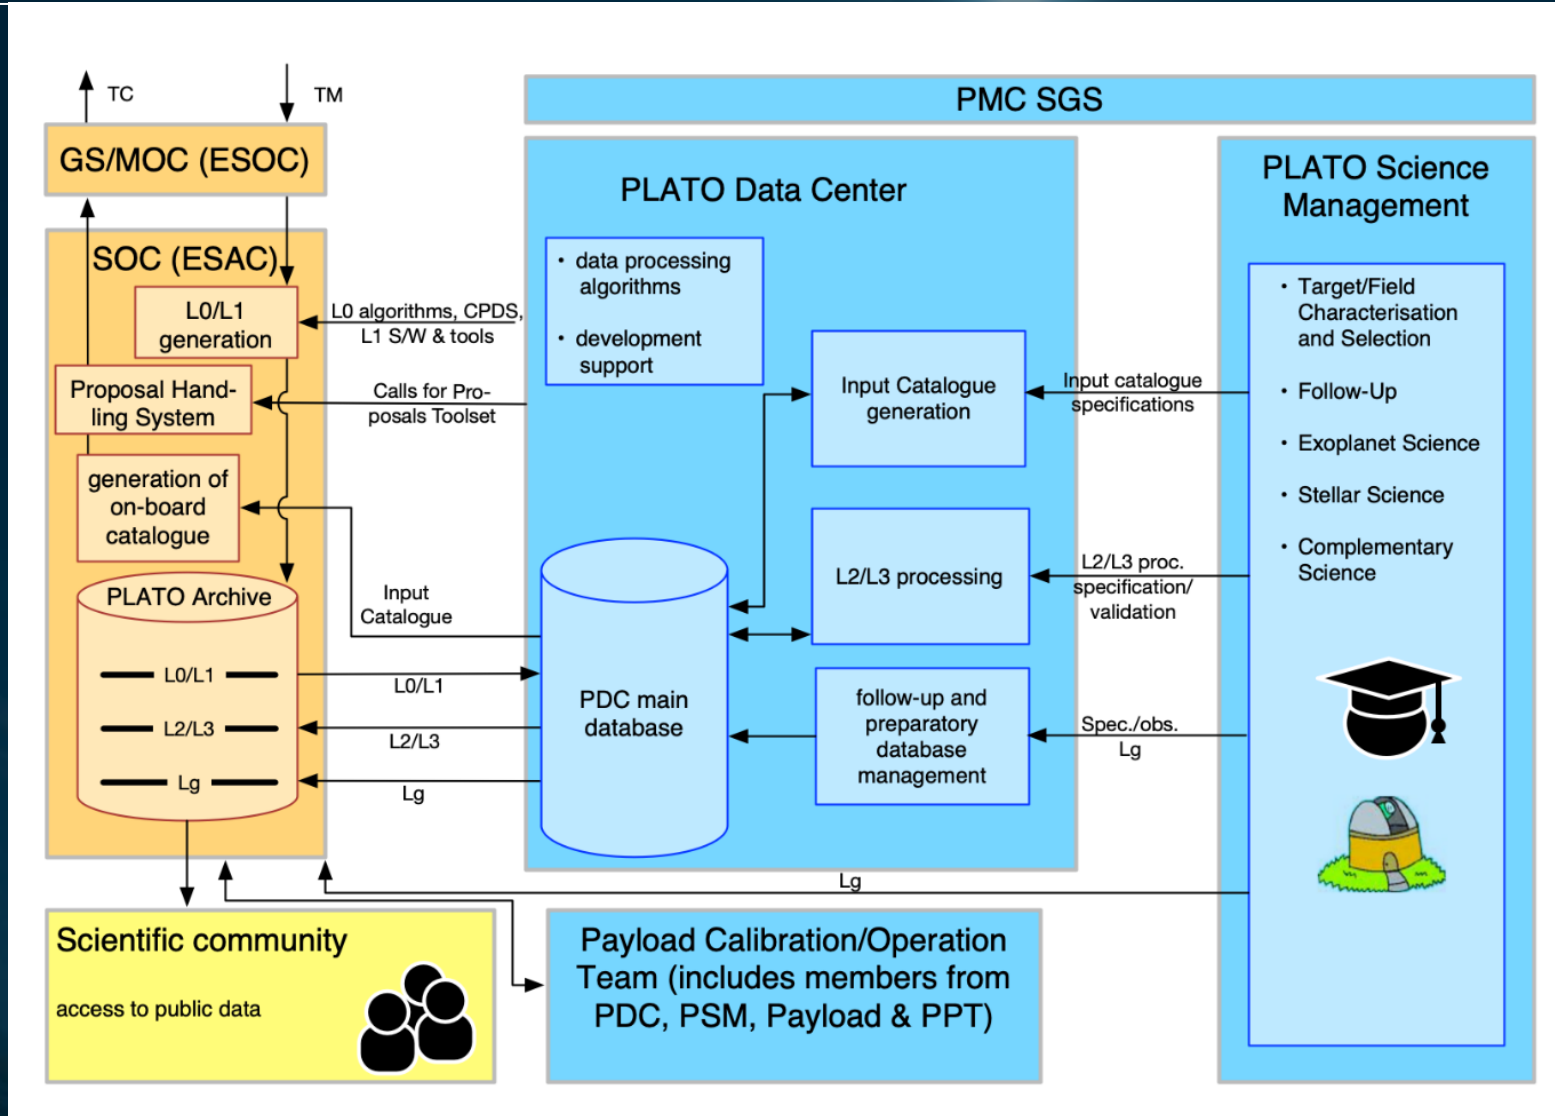 TC
TM
GS/MOC (ESOC)
SOC (ESAC)
L0/L1
generation
Proposal Hand-
ling System
generation of
on-board
catalogue
PLATO Archive
L0/L1
L2/L3
Lg
L0 algorithms, CPDS,
L1 S/W & tools
Calls for Pro-
posals Toolset
Input
Catalogue
L0/L1
L2/L3
Lg
PMC SGS
PLATO Data Center
• data processing
algorithms
• development
support
Input Catalogue
generation
L2/L3 processing
PDC main
database
follow-up and
preparatory
database
management
Input catalogue
specifications
L2/L3 proc.
specification/
validation
Spec./obs.
Lg
Lg
PLATO Science
Management
• Target/Field
Characterisation
and Selection
• Follow-Up
• Exoplanet Science
• Stellar Science
• Complementary
Science
Scientific community
access to public data
Payload Calibration/Operation
Team (includes members from
PDC, PSM, Payload & PPT)